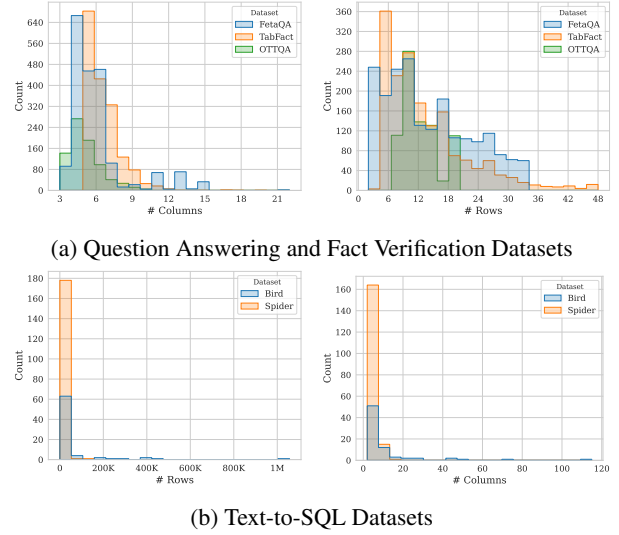 Dataset
FetaQA
TabFact
OTTQA
Count
640
560
480
400
320
240
160
80
0
3 6 9 12 15 18 21
# Columns
Dataset
FetaQA
TabFact
OTTQA
Count
360
320
280
240
200
160
120
80
40
0
0 6 12 18 24 30 36 42 48
# Rows
(a) Question Answering and Fact Verification Datasets
Dataset
Bird
Spider
Count
180
160
140
120
100
80
60
40
20
0
0 200K 400K 600K 800K 1M
# Rows
Dataset
Bird
Spider
Count
160
140
120
100
80
60
40
20
0
0 20 40 60 80 100 120
# Columns
(b) Text-to-SQL Datasets